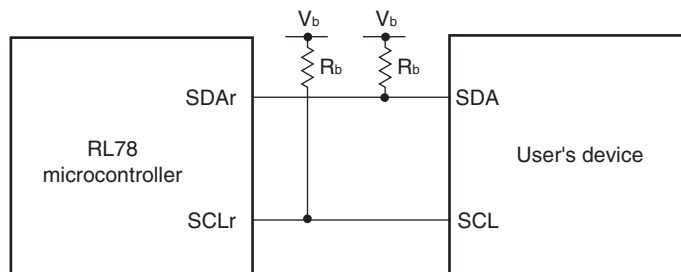 Vb Vb
Rb Rb
SDAr SDA
RL78
microcontroller
User's device
SCLr SCL